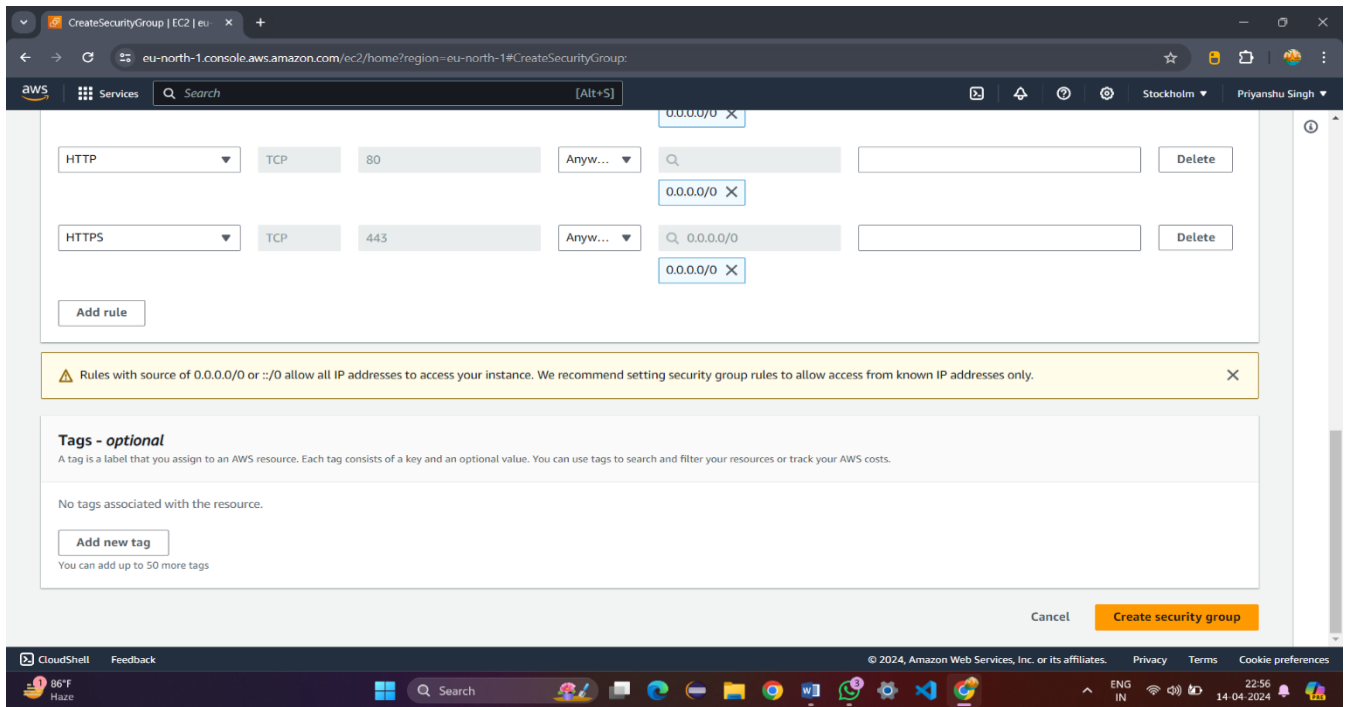 CreateSecurityGroup | EC2 | eu-
eu-north-1.console.aws.amazon.com/ec2/home?region=eu-north-1#CreateSecurityGroup:
aws Services Search [Alt+S] Stockholm Priyanshu Singh
0.0.0.0/0
HTTP TCP 80 Anyw... Delete
0.0.0.0/0
HTTPS TCP 443 Anyw... 0.0.0.0/0 Delete
0.0.0.0/0
Add rule
Rules with source of 0.0.0.0/0 or ::/0 allow all IP addresses to access your instance. We recommend setting security group rules to allow access from known IP addresses only.
Tags - optional
A tag is a label that you assign to an AWS resource. Each tag consists of a key and an optional value. You can use tags to search and filter your resources or track your AWS costs.
No tags associated with the resource.
Add new tag
You can add up to 50 more tags
Cancel Create security group
CloudShell Feedback © 2024, Amazon Web Services, Inc. or its affiliates. Privacy Terms Cookie preferences
1 86°F Search 3 ENG 22:56
Haze IN 14-04-2024
PRE